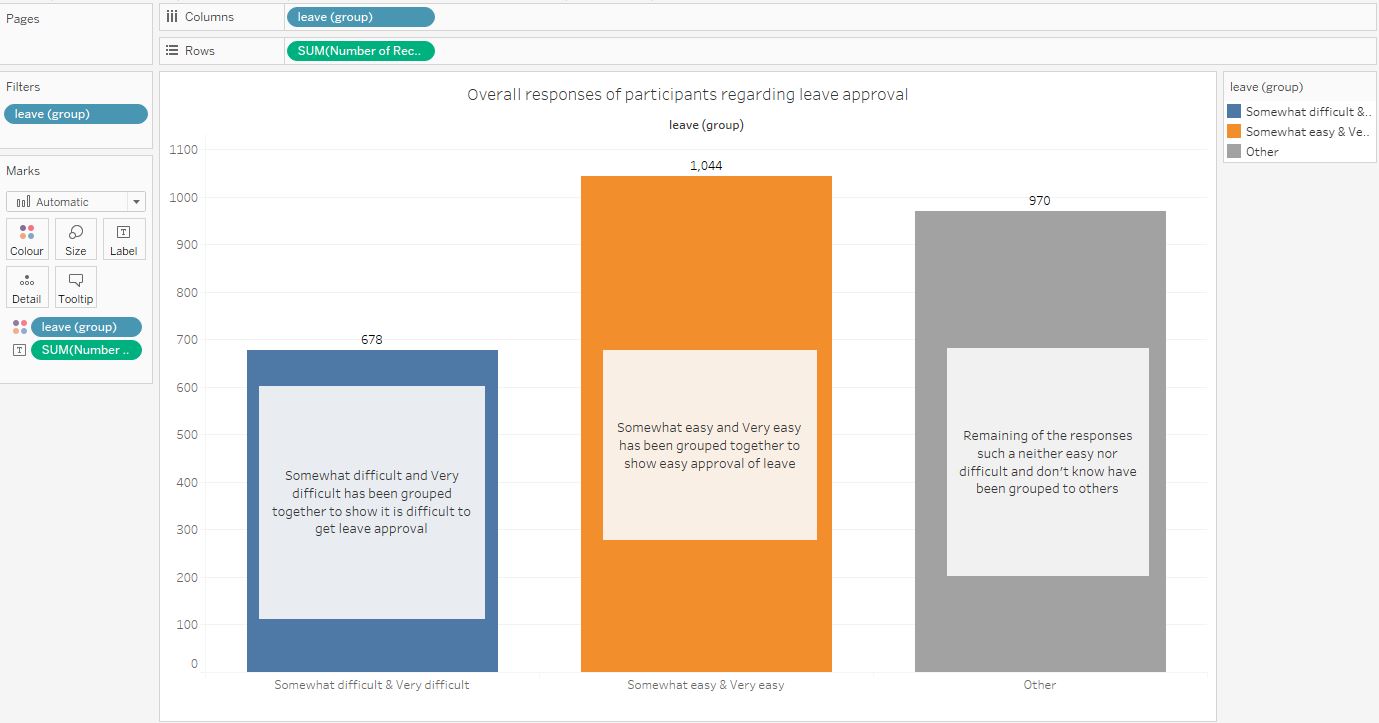 Pages
Columns
leave (group)
Rows
SUM(Number of Rec..
Filters
leave (group)
Marks
Automatic
Colour
Size
Label
Detail
Tooltip
leave (group)
SUM(Number ..
Overall responses of participants regarding leave approval
leave (group)
1100
1000
900
800
700
600
500
400
300
200
100
0
678
1,044
970
Somewhat difficult and Very
difficult has been grouped
together to show it is difficult to
get leave approval
Somewhat easy and Very easy
has been grouped together to
show easy approval of leave
Remaining of the responses
such a neither easy nor
difficult and don't know have
been grouped to others
Somewhat difficult & Very difficult
Somewhat easy & Very easy
Other
leave (group)
Somewhat difficult &..
Somewhat easy & Ve..
Other